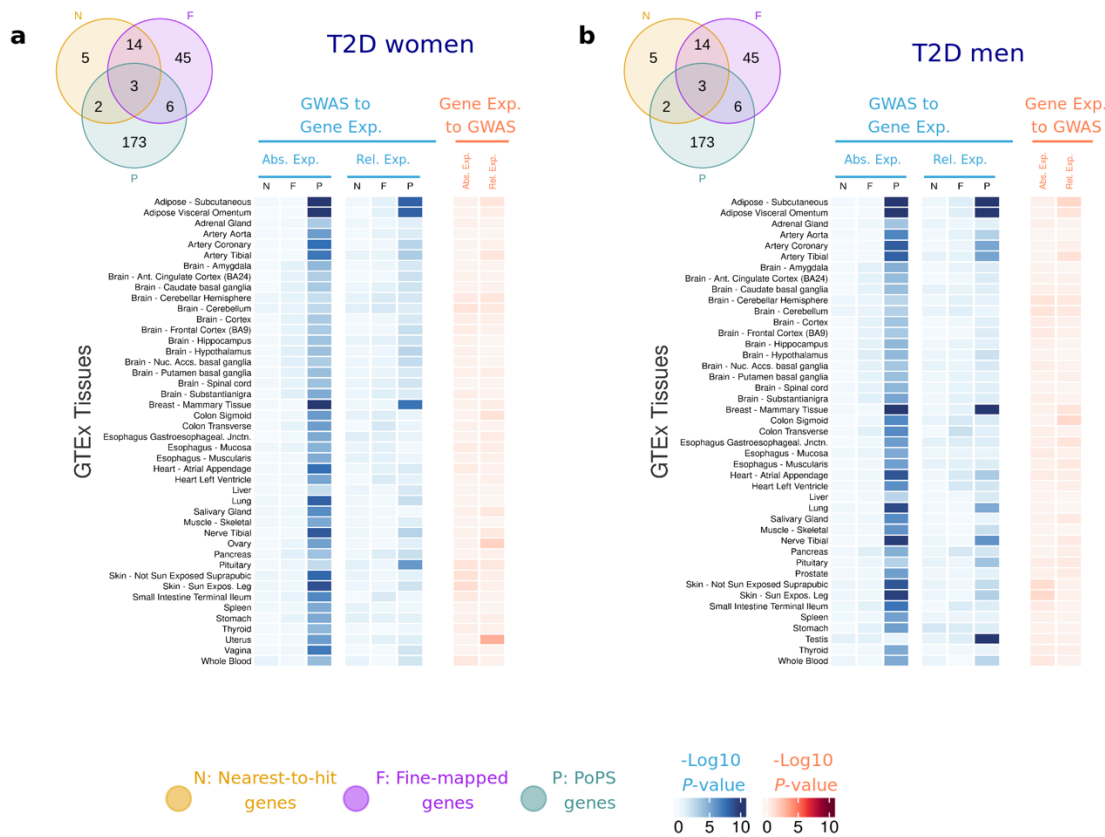 a
N
F
5
14
45
3
2
6
173
P
T2D women
GWAS to
Gene Exp.
Gene Exp.
to GWAS
Abs. Exp.
Rel. Exp.
Abs. Exp.
Rel. Exp.
N F P N F P
GTEx Tissues
Adipose - Subcutaneous
Adipose Visceral Omentum
Adrenal Gland
Artery Aorta
Artery Coronary
Artery Tibial
Brain - Amygdala
Brain - Ant. Cingulate Cortex (BA24)
Brain - Caudate basal ganglia
Brain - Cerebellar Hemisphere
Brain - Cerebellum
Brain - Cortex
Brain - Frontal Cortex (BA9)
Brain - Hippocampus
Brain - Hypothalamus
Brain - Nuc. Accs. basal ganglia
Brain - Putamen basal ganglia
Brain - Spinal cord
Brain - Substantianigra
Breast - Mammary Tissue
Colon Sigmoid
Colon Transverse
Esophagus Gastroesophageal. Jnctn.
Esophagus - Mucosa
Esophagus - Muscularis
Heart - Atrial Appendage
Heart Left Ventricle
Liver
Lung
Salivary Gland
Muscle - Skeletal
Nerve Tibial
Ovary
Pancreas
Pituitary
Skin - Not Sun Exposed Suprapubic
Skin - Sun Expos. Leg
Small Intestine Terminal Ileum
Spleen
Stomach
Thyroid
Uterus
Vagina
Whole Blood
b
N
F
5
14
45
3
2
6
173
P
T2D men
GWAS to
Gene Exp.
Gene Exp.
to GWAS
Abs. Exp.
Rel. Exp.
Abs. Exp.
Rel. Exp.
N F P N F P
GTEx Tissues
Adipose - Subcutaneous
Adipose Visceral Omentum
Adrenal Gland
Artery Aorta
Artery Coronary
Artery Tibial
Brain - Amygdala
Brain - Ant. Cingulate Cortex (BA24)
Brain - Caudate basal ganglia
Brain - Cerebellar Hemisphere
Brain - Cerebellum
Brain - Cortex
Brain - Frontal Cortex (BA9)
Brain - Hippocampus
Brain - Hypothalamus
Brain - Nuc. Accs. basal ganglia
Brain - Putamen basal ganglia
Brain - Spinal cord
Brain - Substantianigra
Breast - Mammary Tissue
Colon Sigmoid
Colon Transverse
Esophagus Gastroesophageal. Jnctn.
Esophagus - Mucosa
Esophagus - Muscularis
Heart - Atrial Appendage
Heart Left Ventricle
Liver
Lung
Salivary Gland
Muscle - Skeletal
Nerve Tibial
Pancreas
Pituitary
Prostate
Skin - Not Sun Exposed Suprapubic
Skin - Sun Expos. Leg
Small Intestine Terminal Ileum
Spleen
Stomach
Testis
Thyroid
Whole Blood
N: Nearest-to-hit
genes
F: Fine-mapped
genes
P: PoPS
genes
-Log10
P-value
0 5 10
-Log10
P-value
0 5 10